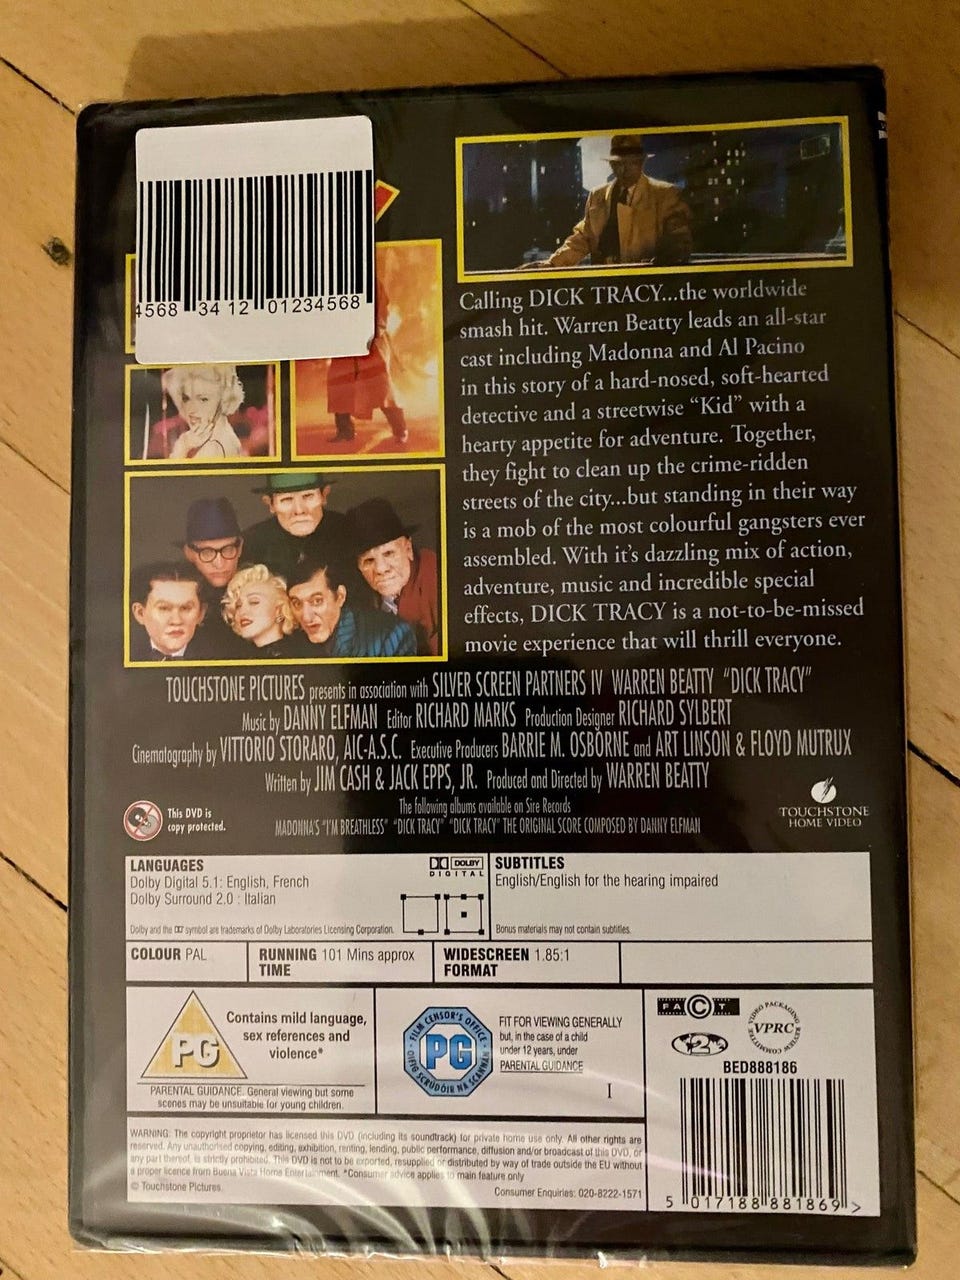 4568 34 12 01234568
Calling DICK TRACY...the worldwide
smash hit. Warren Beatty leads an all-star
cast including Madonna and Al Pacino
in this story of a hard-nosed, soft-hearted
detective and a streetwise “Kid” with a
hearty appetite for adventure. Together,
they fight to clean up the crime-ridden
streets of the city...but standing in their way
is a mob of the most colourful gangsters ever
assembled. With it's dazzling mix of action,
adventure, music and incredible special
effects, DICK TRACY is a not-to-be-missed
movie experience that will thrill everyone.
TOUCHSTONE PICTURES presents in association with SILVER SCREEN PARTNERS IV WARREN BEATTY “DICK TRACY”
Music by DANNY ELFMAN Editor RICHARD MARKS Production Designer RICHARD SYLBERT
Cinematography by VITTORIO STORARO, AIC-A.S.C. Executive Producers BARRIE M. OSBORNE and ART LINSON & FLOYD MUTRUX
Written by JIM CASH & JACK EPPS, JR. Produced and Directed by WARREN BEATTY
The following albums available on Sire Records
MADONNA'S "I'M BREATHLESS" "DICK TRACY" "DICK TRACY" THE ORIGINAL SCORE COMPOSED BY DANNY ELFMAN
This DVD is
copy protected.
TOUCHSTONE
HOME VIDEO
LANGUAGES
Dolby Digital 5.1: English, French
Dolby Surround 2.0 : Italian
DOLBY
DIGITAL
Dolby and the symbol are trademarks of Dolby Laboratories Licensing Corporation.
SUBTITLES
English/English for the hearing impaired
Bonus materials may not contain subtitles.
COLOUR PAL
RUNNING 101 Mins approx
TIME
WIDESCREEN 1.85:1
FORMAT
PG
Contains mild language,
sex references and
violence*
PARENTAL GUIDANCE. General viewing but some
scenes may be unsuitable for young children.
FILM CENSOR'S OFFICE
PG
OIFIG SCRÚDÓIR NA SCANNÁN
FIT FOR VIEWING GENERALLY
but, in the case of a child
under 12 years, under
PARENTAL GUIDANCE
I
FACT
2
VIDEO PACKAGING REVIEW COMMITTEE
VPRC
BED888186
5 017188 881869 >
WARNING: The copyright proprietor has licensed this DVD (including its soundtrack) for private home use only. All other rights are
reserved. Any unauthorised copying, editing, exhibition, renting, lending, public performance, diffusion and/or broadcast of this DVD, or
any part thereof, is strictly prohibited. This DVD is not to be exported, resupplied or distributed by way of trade outside the EU without
a proper licence from Buena Vista Home Entertainment. *Consumer advice applies to main feature only
© Touchstone Pictures.
Consumer Enquiries: 020-8222-1571